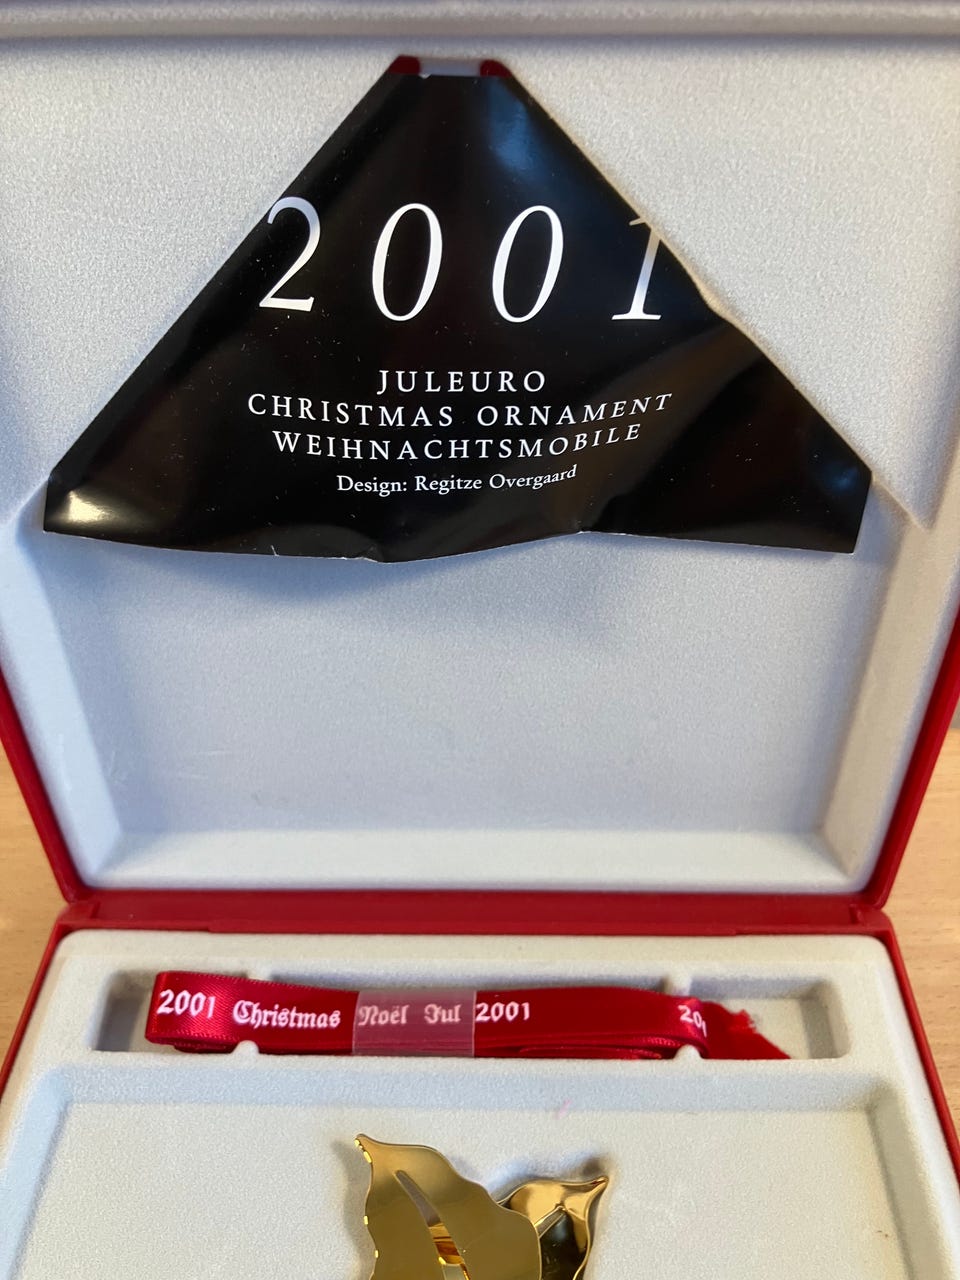 2001
JULEURO
CHRISTMAS ORNAMENT
WEIHNACHTSMOBILE
Design: Regitze Overgaard
2001 Christmas Noël Jul 2001